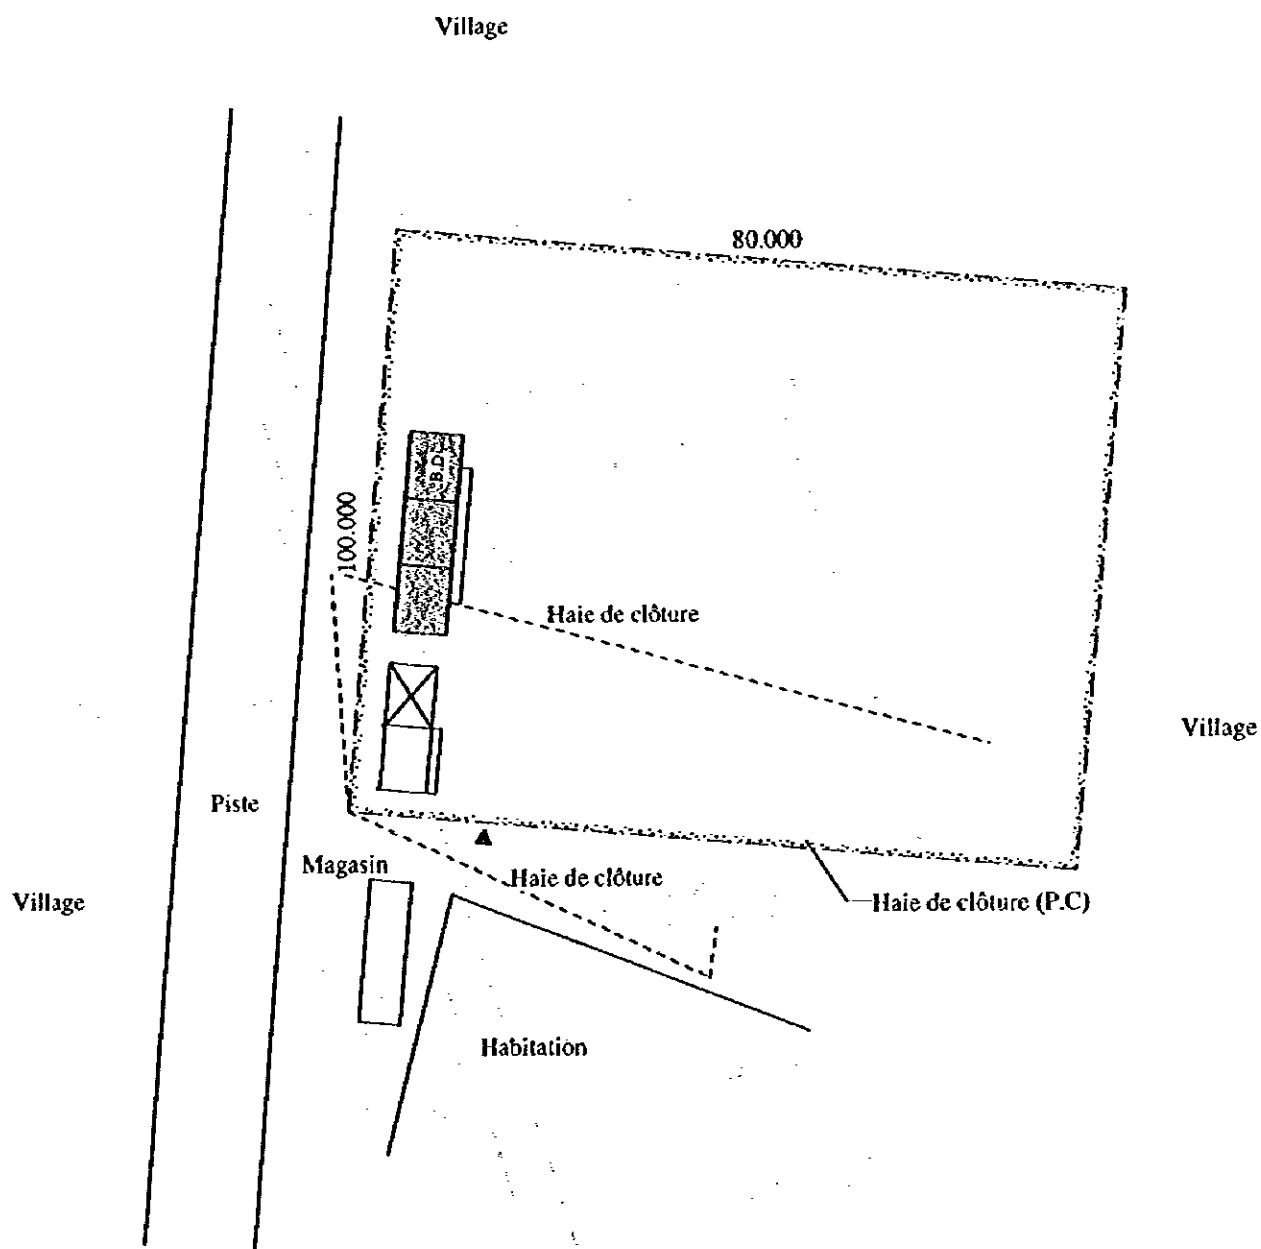 Village
80.000
B.D
100.000
Haie de clôture
Village
Piste
Magasin
Haie de clôture
Village
Haie de clôture (P.C)
Habitation